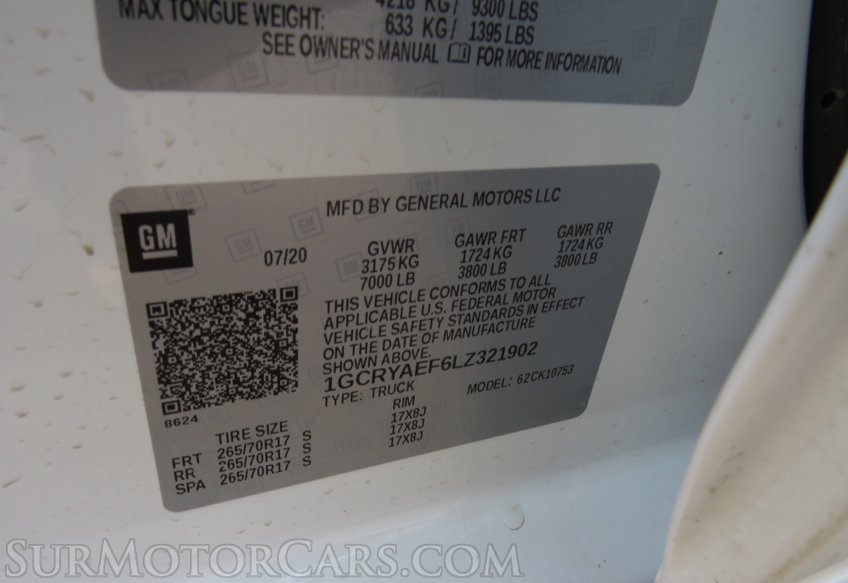 4218 KG / 9300 LBS
MAX TONGUE WEIGHT: 633 KG / 1395 LBS
SEE OWNER'S MANUAL FOR MORE INFORMATION
GM
MFD BY GENERAL MOTORS LLC
07/20 GVWR GAWR FRT GAWR RR
3175 KG 1724 KG 1724 KG
7000 LB 3800 LB 3800 LB
THIS VEHICLE CONFORMS TO ALL
APPLICABLE U.S. FEDERAL MOTOR
VEHICLE SAFETY STANDARDS IN EFFECT
ON THE DATE OF MANUFACTURE
SHOWN ABOVE.
1GCRYAEF6LZ321902
TYPE: TRUCK MODEL: 62CK10753
8624
TIRE SIZE RIM
FRT 265/70R17 S 17X8J
RR 265/70R17 S 17X8J
SPA 265/70R17 S 17X8J
SURMOTORCARS.COM